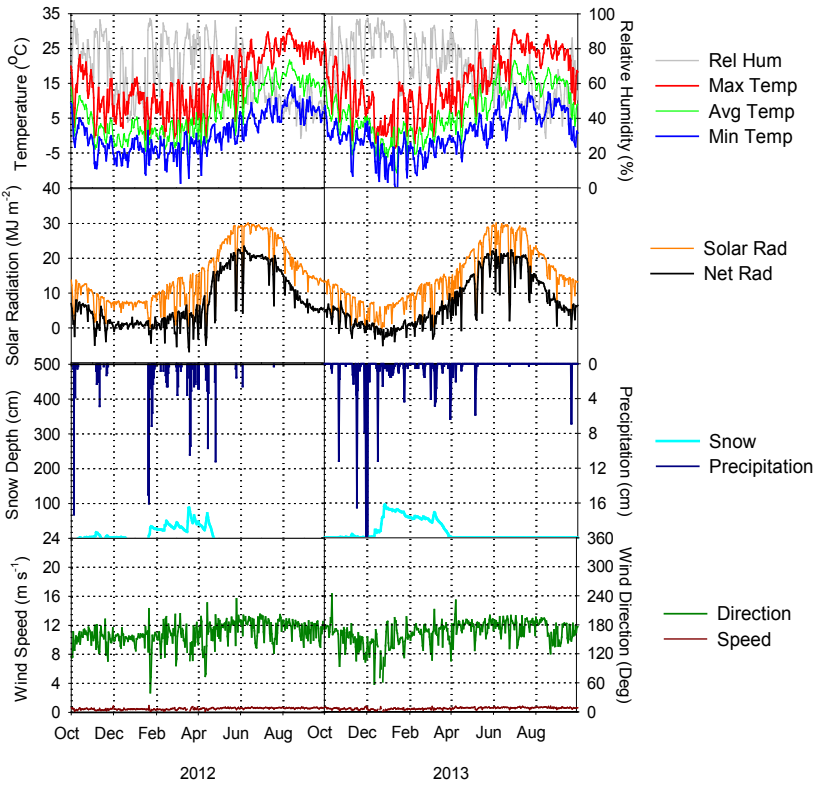 35
25
15
5
-5
Temperature (°C)
100
80
60
40
20
0
Relative Humidity (%)
Rel Hum
Max Temp
Avg Temp
Min Temp
40
30
20
10
0
Solar Radiation (MJ m-2)
Solar Rad
Net Rad
500
400
300
200
100
Snow Depth (cm)
0
4
8
12
16
Precipitation (cm)
Snow
Precipitation
24
20
16
12
8
4
0
Wind Speed (m s-1)
360
300
240
180
120
60
0
Wind Direction (Deg)
Direction
Speed
Oct Dec Feb Apr Jun Aug Oct Dec Feb Apr Jun Aug
2012 2013